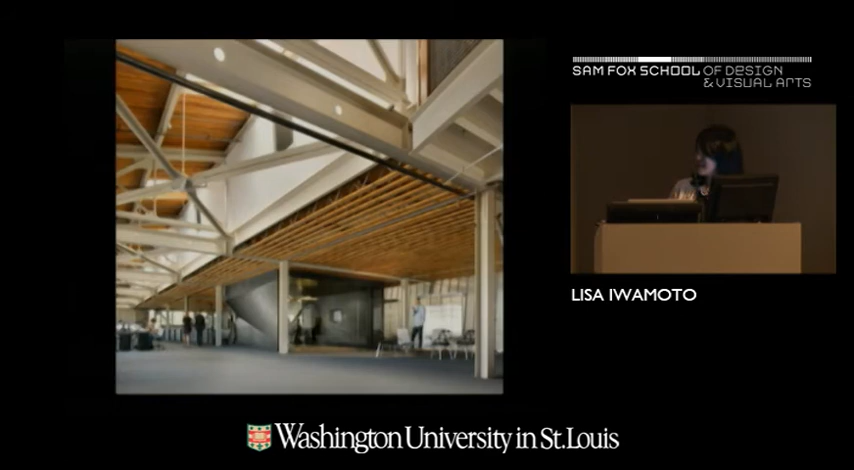 SAM FOX SCHOOL OF DESIGN
& VISUAL ARTS
LISA IWAMOTO
Washington University in St. Louis